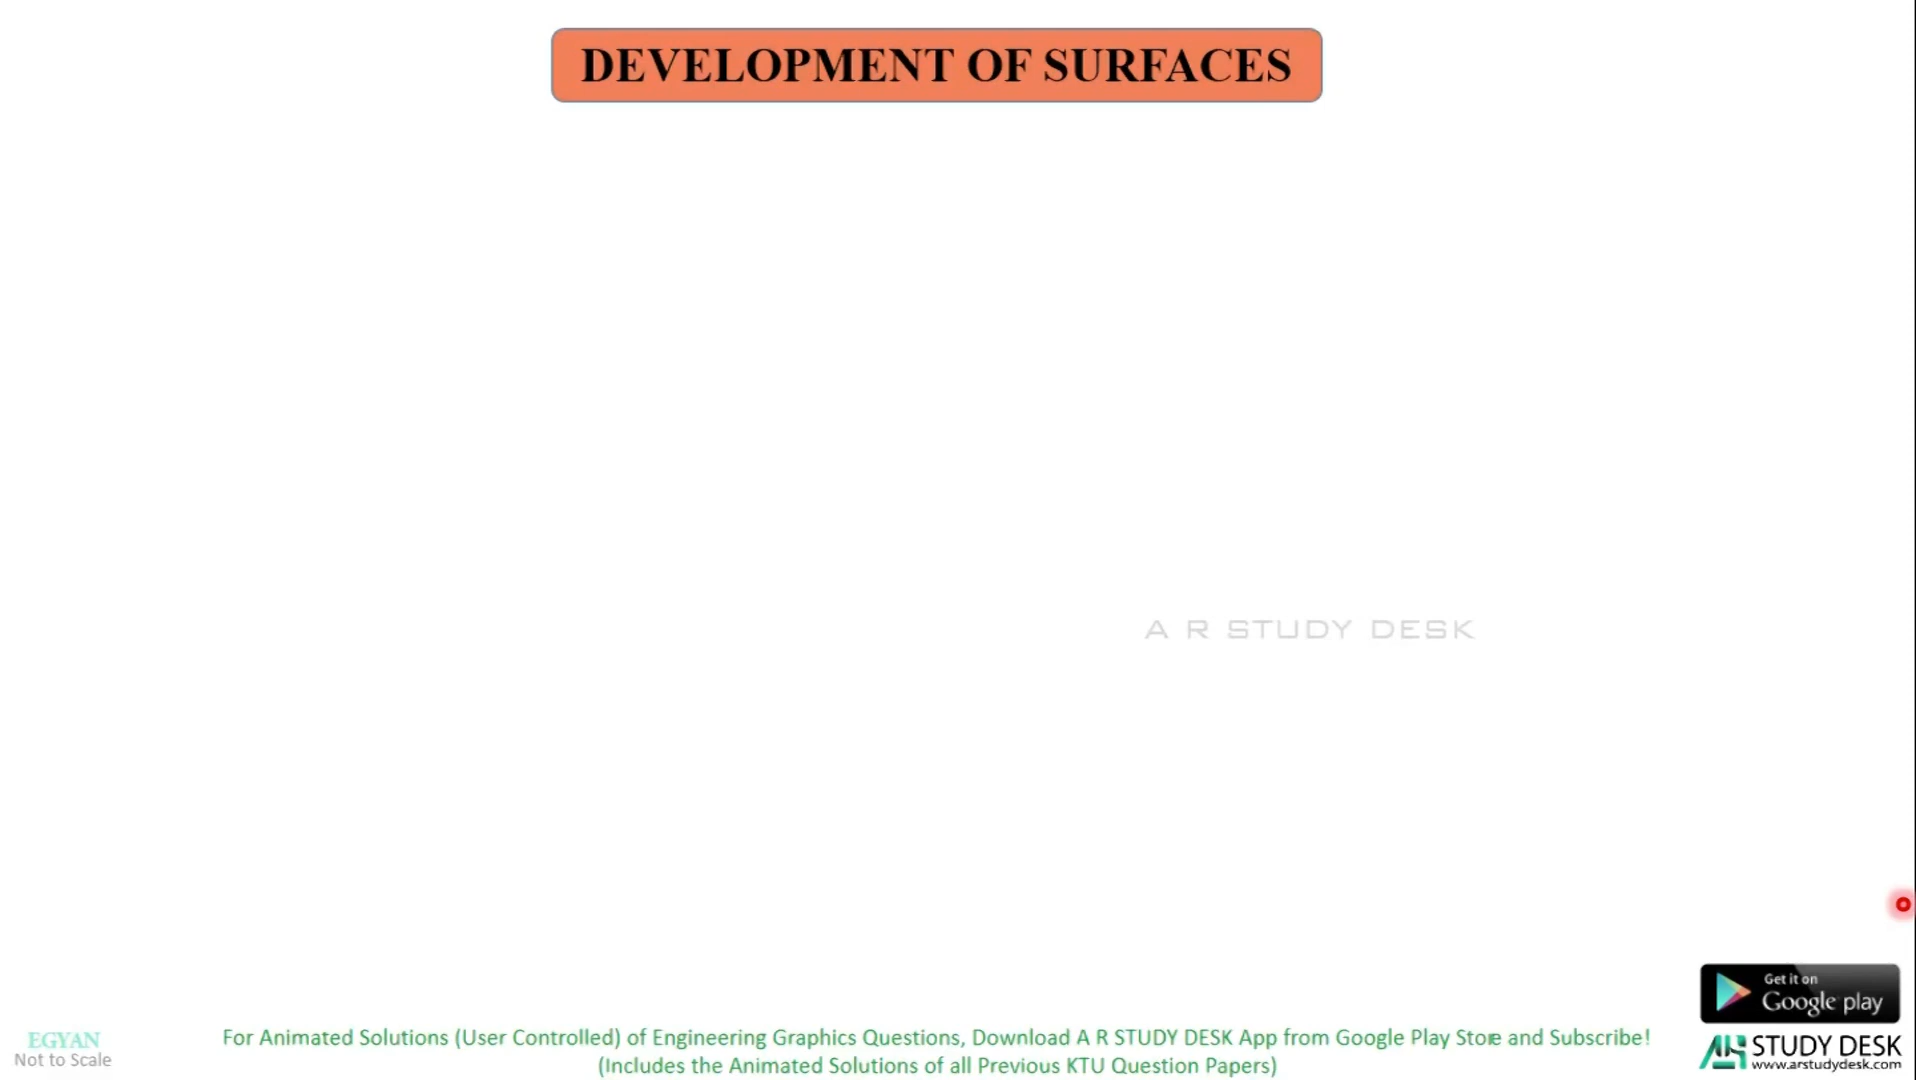 DEVELOPMENT OF SURFACES
A R STUDY DESK
Get it on
Google play
EGYAN
Not to Scale
For Animated Solutions (User Controlled) of Engineering Graphics Questions, Download A R STUDY DESK App from Google Play Store and Subscribe!
(Includes the Animated Solutions of all Previous KTU Question Papers)
AR STUDY DESK
www.arstudydesk.com